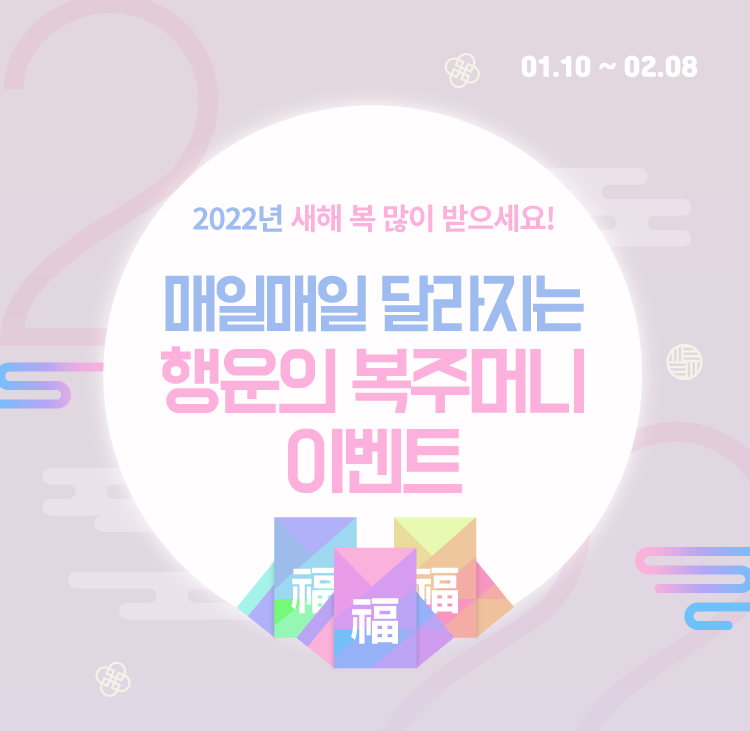 01.10 ~ 02.08
2022년 새해 복 많이 받으세요!
매일매일 달라지는
행운의 복주머니
이벤트
福 福 福